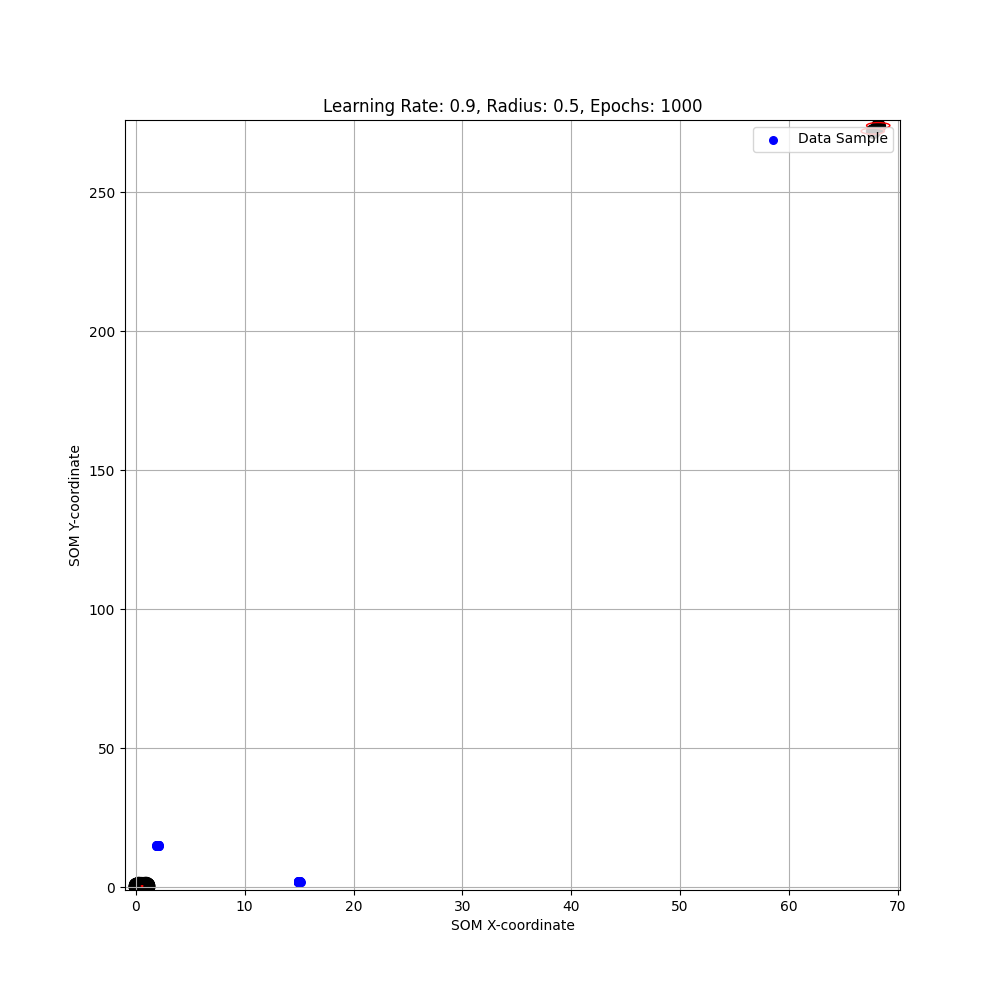 Learning Rate: 0.9, Radius: 0.5, Epochs: 1000
Data Sample
250
200
150
100
50
0
SOM Y-coordinate
0 10 20 30 40 50 60 70
SOM X-coordinate